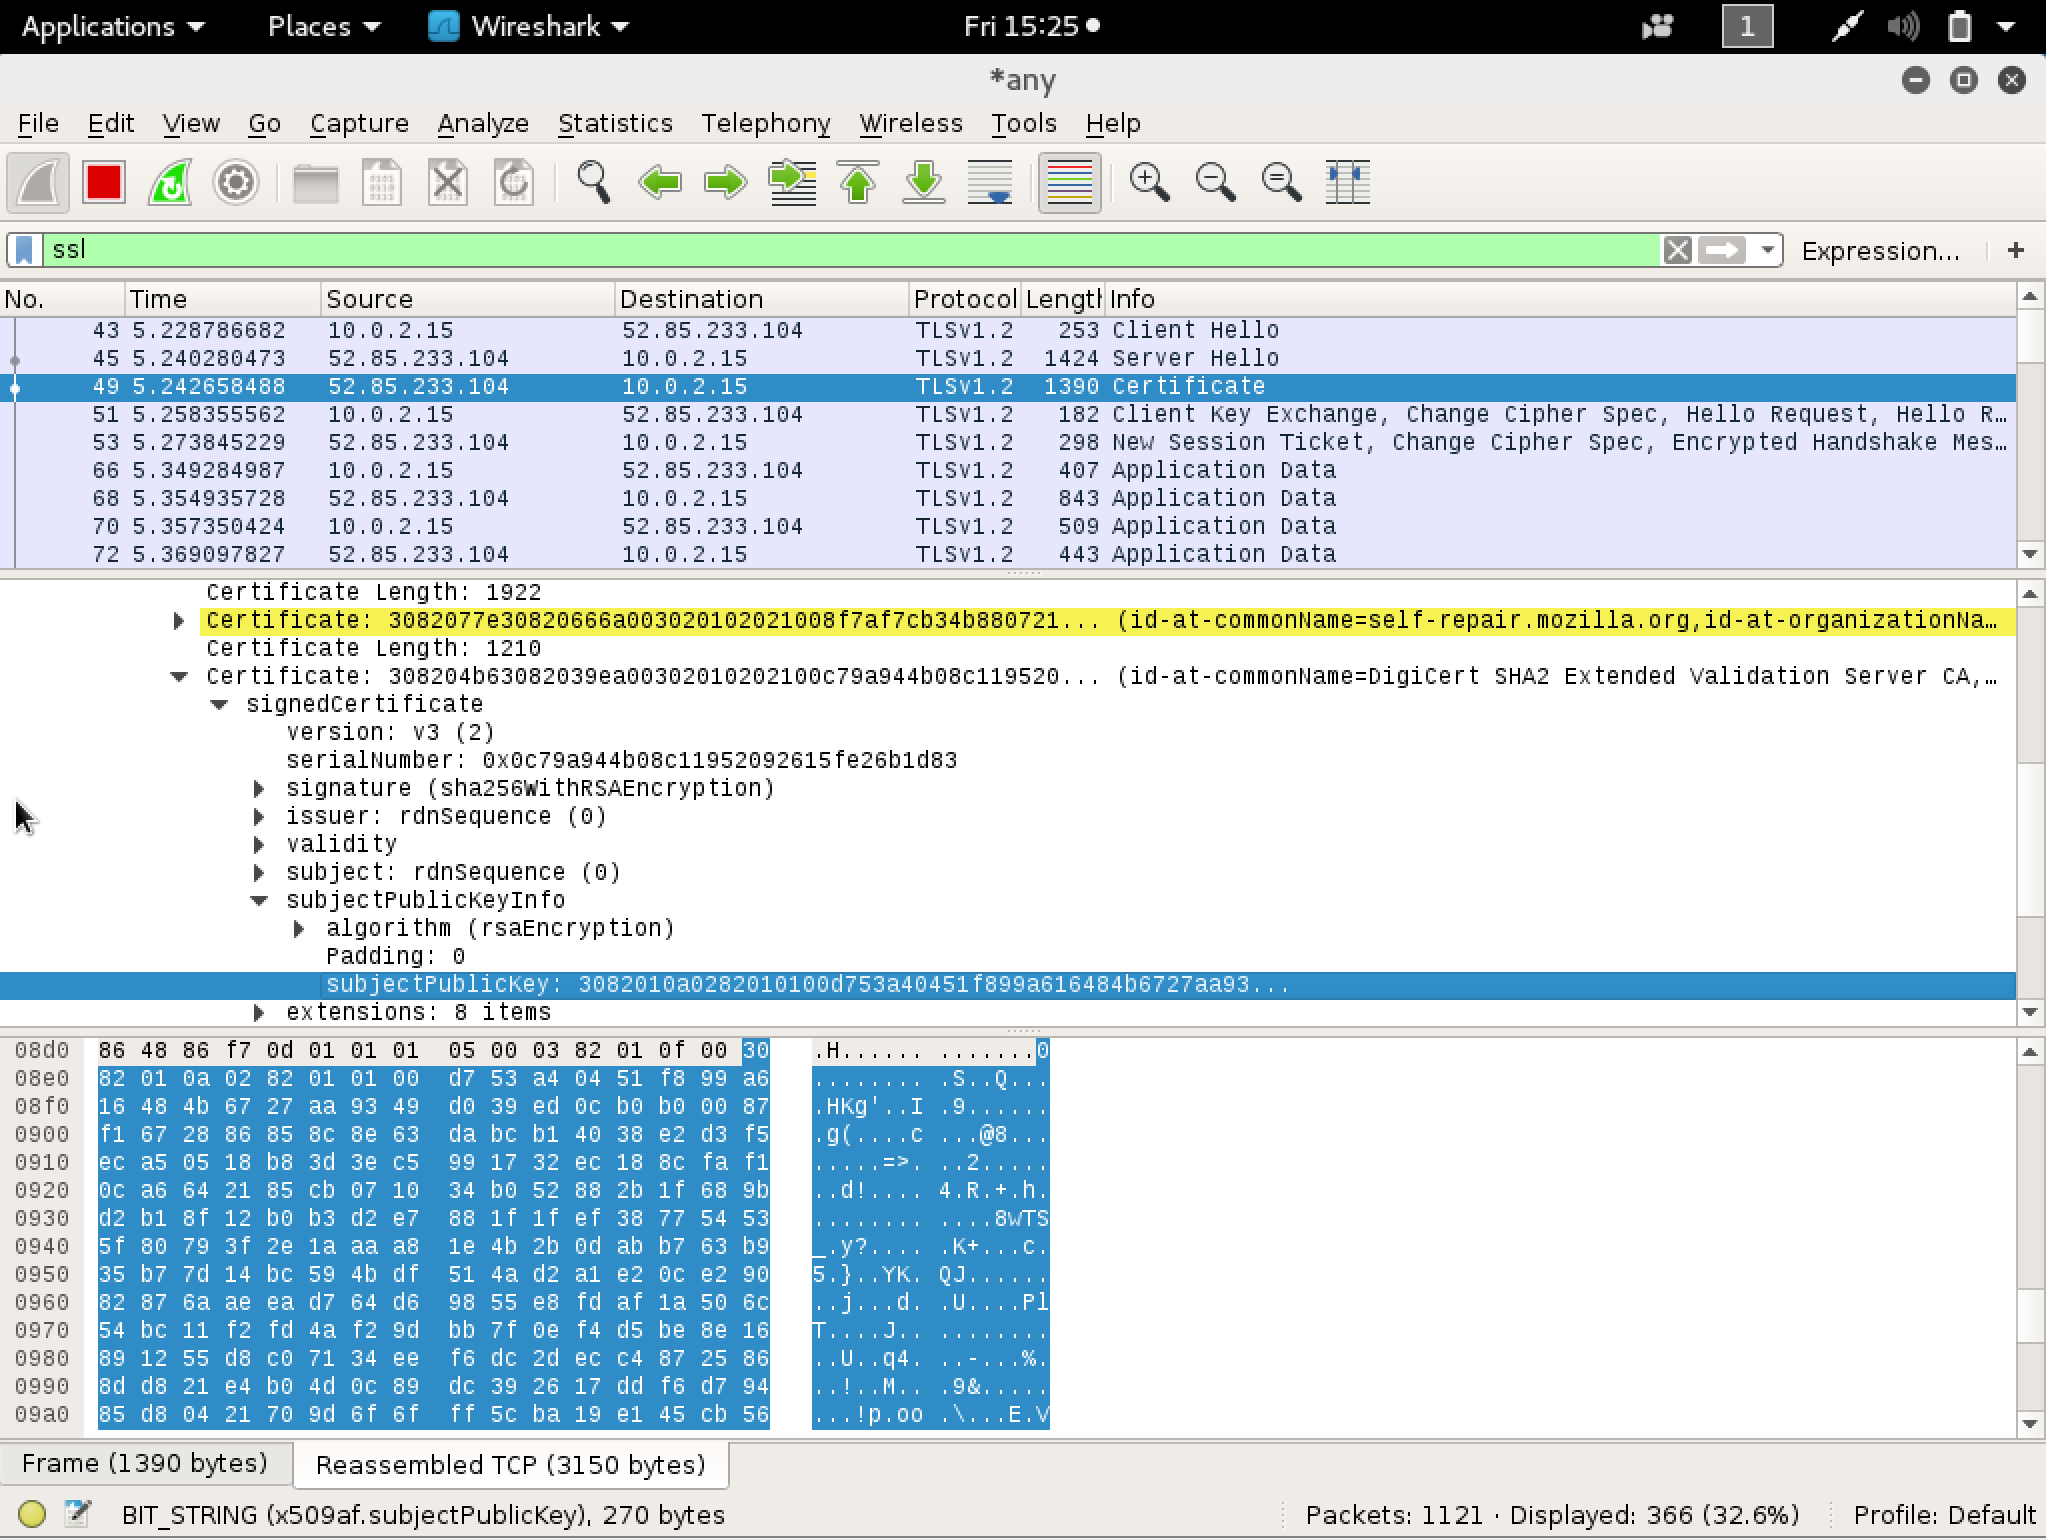 Applications Places Wireshark Fri 15:25 1
*any
File Edit View Go Capture Analyze Statistics Telephony Wireless Tools Help
ssl Expression... +
No. Time Source Destination Protocol Length Info
43 5.228786682 10.0.2.15 52.85.233.104 TLSv1.2 253 Client Hello
45 5.240280473 52.85.233.104 10.0.2.15 TLSv1.2 1424 Server Hello
49 5.242658488 52.85.233.104 10.0.2.15 TLSv1.2 1390 Certificate
51 5.258355562 10.0.2.15 52.85.233.104 TLSv1.2 182 Client Key Exchange, Change Cipher Spec, Hello Request, Hello R…
53 5.273845229 52.85.233.104 10.0.2.15 TLSv1.2 298 New Session Ticket, Change Cipher Spec, Encrypted Handshake Mes…
66 5.349284987 10.0.2.15 52.85.233.104 TLSv1.2 407 Application Data
68 5.354935728 52.85.233.104 10.0.2.15 TLSv1.2 843 Application Data
70 5.357350424 10.0.2.15 52.85.233.104 TLSv1.2 509 Application Data
72 5.369097827 52.85.233.104 10.0.2.15 TLSv1.2 443 Application Data
Certificate Length: 1922
Certificate: 3082077e30820666a003020102021008f7af7cb34b880721... (id-at-commonName=self-repair.mozilla.org,id-at-organizationNa…
Certificate Length: 1210
Certificate: 308204b63082039ea00302010202100c79a944b08c119520... (id-at-commonName=DigiCert SHA2 Extended Validation Server CA,…
signedCertificate
version: v3 (2)
serialNumber: 0x0c79a944b08c11952092615fe26b1d83
signature (sha256WithRSAEncryption)
issuer: rdnSequence (0)
validity
subject: rdnSequence (0)
subjectPublicKeyInfo
algorithm (rsaEncryption)
Padding: 0
subjectPublicKey: 3082010a0282010100d753a40451f899a616484b6727aa93...
extensions: 8 items
08d0 86 48 86 f7 0d 01 01 01 05 00 03 82 01 0f 00 30 .H...... .......0
08e0 82 01 0a 02 82 01 01 00 d7 53 a4 04 51 f8 99 a6 ........ .S..Q...
08f0 16 48 4b 67 27 aa 93 49 d0 39 ed 0c b0 b0 00 87 .HKg'..I .9......
0900 f1 67 28 86 85 8c 8e 63 da bc b1 40 38 e2 d3 f5 .g(....c ...@8...
0910 ec a5 05 18 b8 3d 3e c5 99 17 32 ec 18 8c fa f1 .....=>. ..2.....
0920 0c a6 64 21 85 cb 07 10 34 b0 52 88 2b 1f 68 9b ..d!.... 4.R.+.h.
0930 d2 b1 8f 12 b0 b3 d2 e7 88 1f 1f ef 38 77 54 53 ........ ....8wTS
0940 5f 80 79 3f 2e 1a aa a8 1e 4b 2b 0d ab b7 63 b9 _.y?.... .K+...c.
0950 35 b7 7d 14 bc 59 4b df 51 4a d2 a1 e2 0c e2 90 5.}..YK. QJ......
0960 82 87 6a ae ea d7 64 d6 98 55 e8 fd af 1a 50 6c ..j...d. .U....Pl
0970 54 bc 11 f2 fd 4a f2 9d bb 7f 0e f4 d5 be 8e 16 T....J.. ........
0980 89 12 55 d8 c0 71 34 ee f6 dc 2d ec c4 87 25 86 ..U..q4. ..-...%.
0990 8d d8 21 e4 b0 4d 0c 89 dc 39 26 17 dd f6 d7 94 ..!..M.. .9&.....
09a0 85 d8 04 21 70 9d 6f 6f ff 5c ba 19 e1 45 cb 56 ...!p.oo .\...E.V
Frame (1390 bytes) Reassembled TCP (3150 bytes)
BIT_STRING (x509af.subjectPublicKey), 270 bytes Packets: 1121 · Displayed: 366 (32.6%) Profile: Default